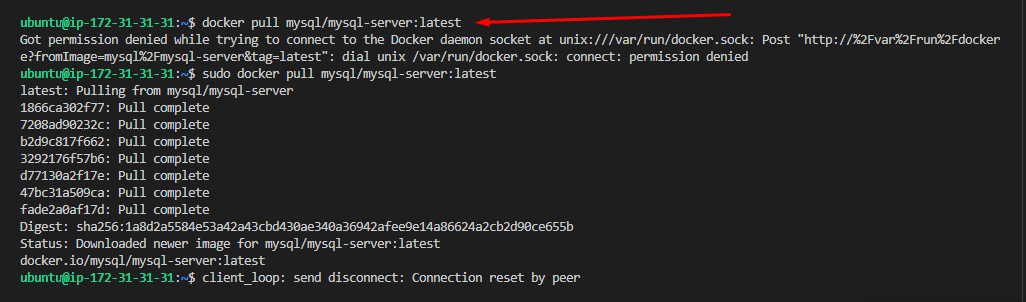 ubuntu@ip-172-31-31-31:~$ docker pull mysql/mysql-server:latest
Got permission denied while trying to connect to the Docker daemon socket at unix:///var/run/docker.sock: Post "http://%2Fvar%2Frun%2Fdocker
e?fromImage=mysql%2Fmysql-server&tag=latest": dial unix /var/run/docker.sock: connect: permission denied
ubuntu@ip-172-31-31-31:~$ sudo docker pull mysql/mysql-server:latest
latest: Pulling from mysql/mysql-server
1866ca302f77: Pull complete
7208ad90232c: Pull complete
b2d9c817f662: Pull complete
3292176f57b6: Pull complete
d77130a2f17e: Pull complete
47bc31a509ca: Pull complete
fade2a0af17d: Pull complete
Digest: sha256:1a8d2a5584e53a42a43cbd430ae340a36942afee9e14a86624a2cb2d90ce655b
Status: Downloaded newer image for mysql/mysql-server:latest
docker.io/mysql/mysql-server:latest
ubuntu@ip-172-31-31-31:~$ client_loop: send disconnect: Connection reset by peer